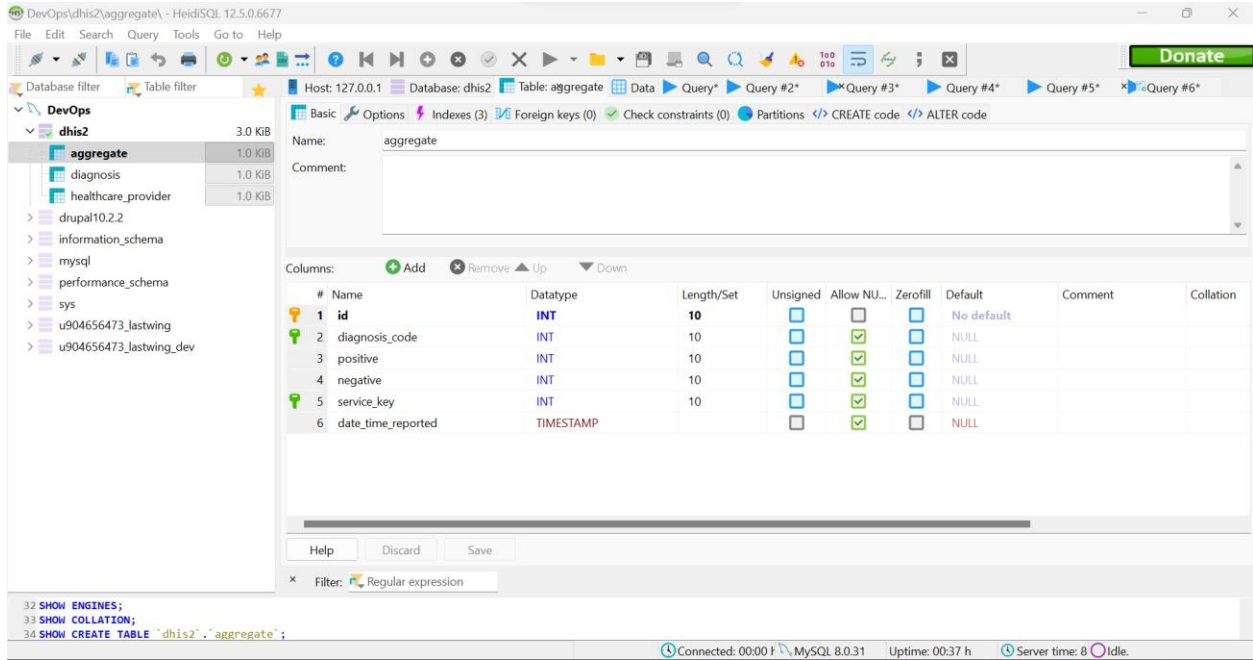 DevOps\dhis2\aggregate\ - HeidiSQL 12.5.0.6677
File Edit Search Query Tools Go to Help
Donate
Database filter Table filter
Host: 127.0.0.1 Database: dhis2 Table: aggregate Data Query* Query #2* Query #3* Query #4* Query #5* Query #6*
DevOps
dhis2 3.0 KiB
aggregate 1.0 KiB
diagnosis 1.0 KiB
healthcare_provider 1.0 KiB
drupal10.2.2
information_schema
mysql
performance_schema
sys
u904656473_lastwing
u904656473_lastwing_dev
Basic Options Indexes (3) Foreign keys (0) Check constraints (0) Partitions CREATE code ALTER code
Name: aggregate
Comment:
Columns: Add Remove Up Down
# Name Datatype Length/Set Unsigned Allow NU... Zerofill Default Comment Collation
1 id INT 10 No default
2 diagnosis_code INT 10 NULL
3 positive INT 10 NULL
4 negative INT 10 NULL
5 service_key INT 10 NULL
6 date_time_reported TIMESTAMP NULL
Help Discard Save
× Filter: Regular expression
32 SHOW ENGINES;
33 SHOW COLLATION;
34 SHOW CREATE TABLE `dhis2`.`aggregate`;
Connected: 00:00 h MySQL 8.0.31 Uptime: 00:37 h Server time: 8 Idle.